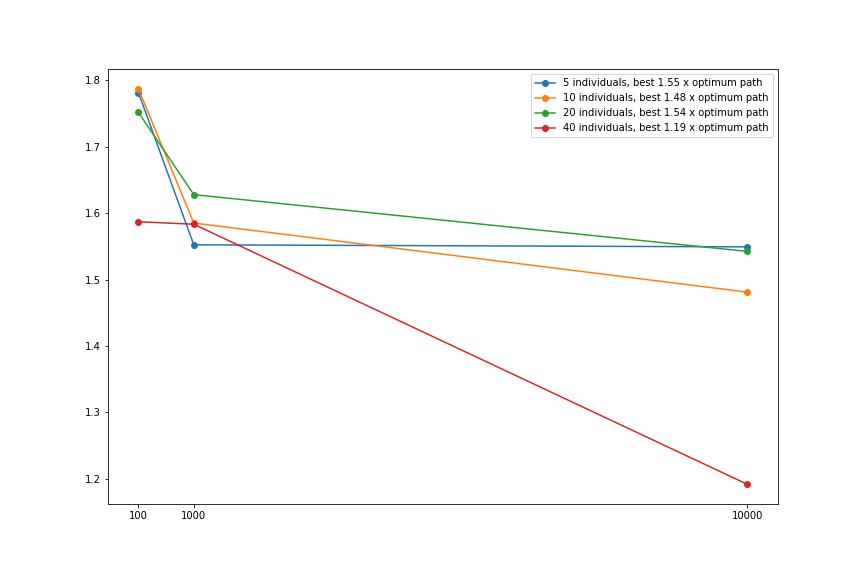 1.8
1.7
1.6
1.5
1.4
1.3
1.2
100 1000 10000
5 individuals, best 1.55 x optimum path
10 individuals, best 1.48 x optimum path
20 individuals, best 1.54 x optimum path
40 individuals, best 1.19 x optimum path